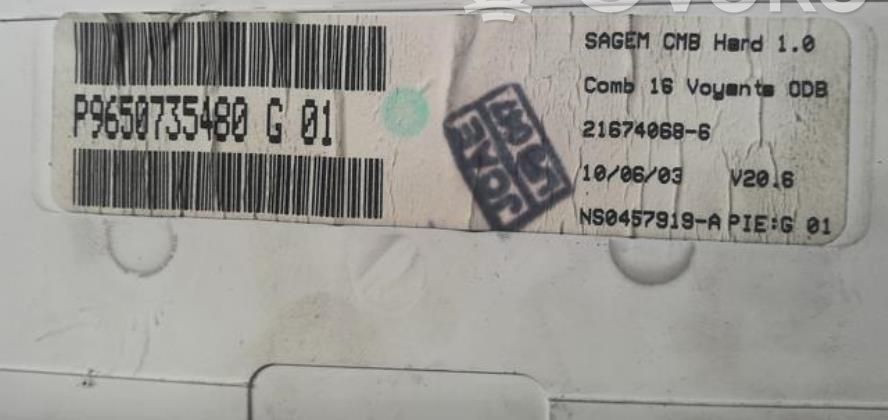 P9650735480 G 01
SAGEM CMB Hard 1.0
Comb 16 Voyants ODB
21674068-6
10/06/03 V20.6
NS0457919-A PIE:G 01